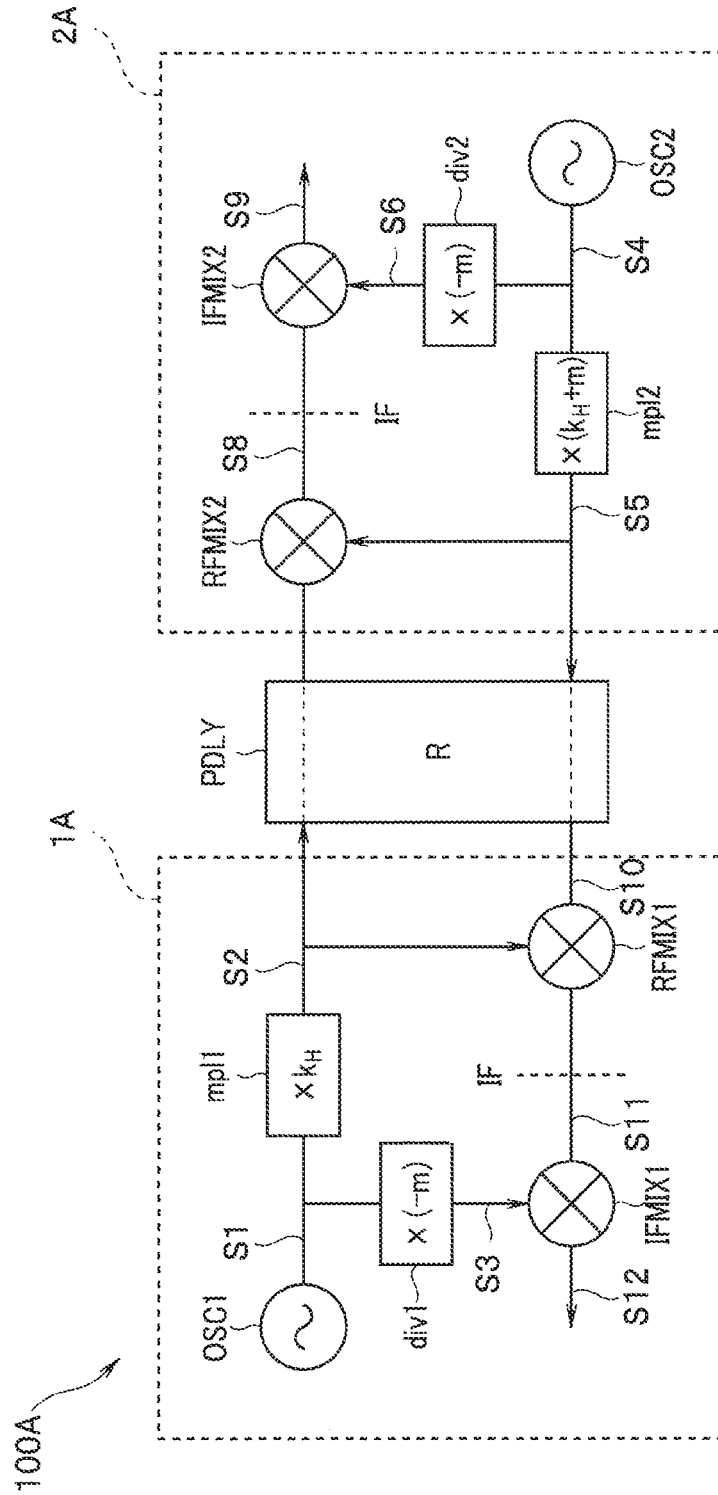 100A
1A
2A
PDLY
R
OSC1
S1
mpl1
× kH
S2
div1
× (−m)
S3
IFMIX1
S12
S11
IF
RFMIX1
S10
RFMIX2
S8
IF
IFMIX2
S9
S6
div2
× (−m)
S5
× (kH +m)
mpl2
S4
OSC2